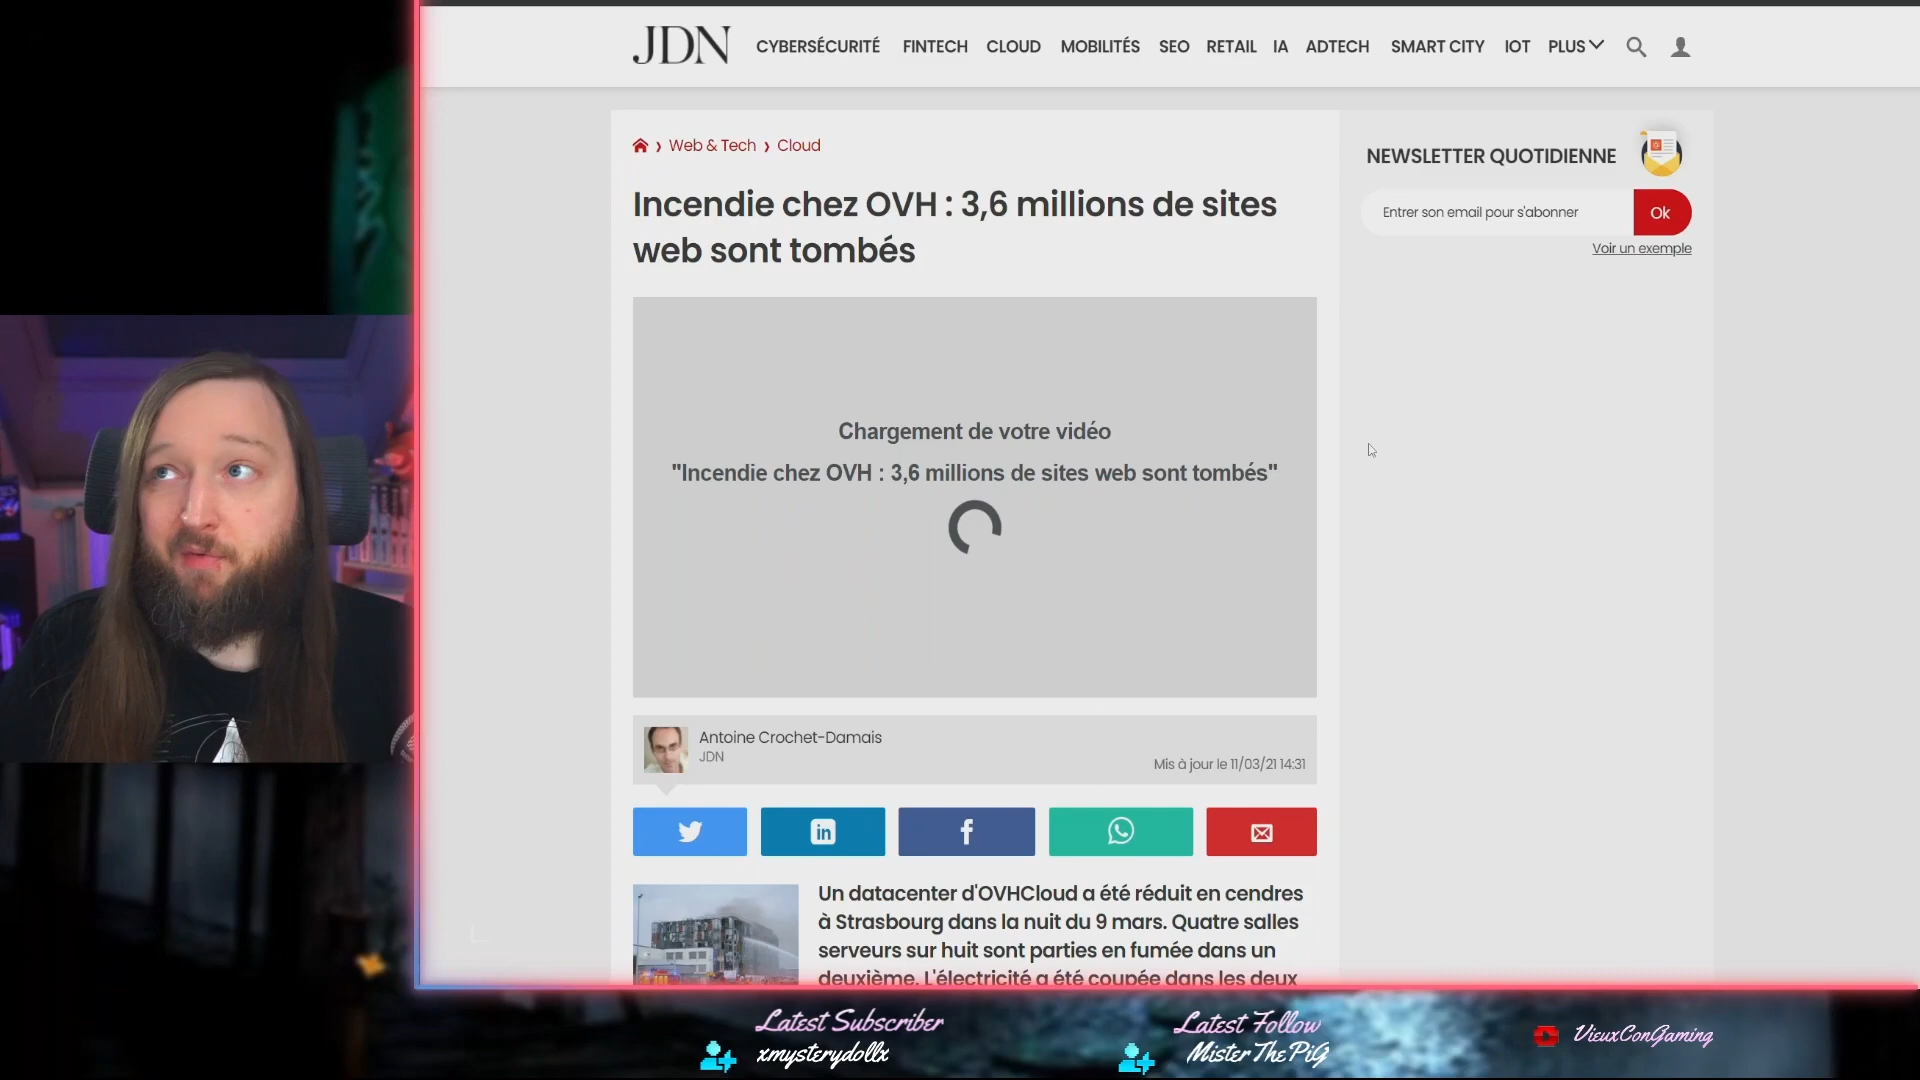 JDN
CYBERSÉCURITÉ FINTECH CLOUD MOBILITÉS SEO RETAIL IA ADTECH SMART CITY IOT PLUS
Web & Tech › Cloud
Incendie chez OVH : 3,6 millions de sites
web sont tombés
Chargement de votre vidéo
"Incendie chez OVH : 3,6 millions de sites web sont tombés"
Antoine Crochet-Damais
JDN
Mis à jour le 11/03/21 14:31
Un datacenter d'OVHCloud a été réduit en cendres
à Strasbourg dans la nuit du 9 mars. Quatre salles
serveurs sur huit sont parties en fumée dans un
deuxième. L'électricité a été coupée dans les deux
NEWSLETTER QUOTIDIENNE
Entrer son email pour s'abonner
Ok
Voir un exemple
Latest Subscriber
xmysterydollx
Latest Follow
MisterThePiG
VieuxConGaming